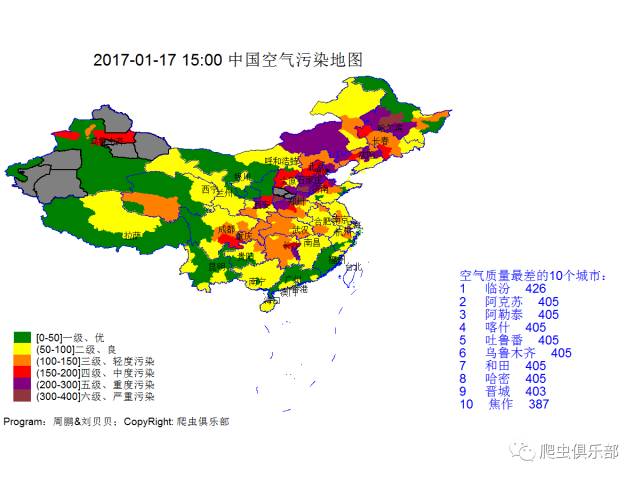 2017-01-17 15:00 中国空气污染地图
长春
呼和浩特
西宁
兰州
拉萨
成都
重庆
武汉
合肥
南京
南昌
贵阳
昆明
南宁
台北
空气质量最差的10个城市：
1 临汾 426
2 阿克苏 405
3 阿勒泰 405
4 喀什 405
5 吐鲁番 405
6 乌鲁木齐 405
7 和田 405
8 哈密 405
9 晋城 403
10 焦作 387
[0-50]一级、优
(50-100]二级、良
(100-150]三级、轻度污染
(150-200]四级、中度污染
(200-300]五级、重度污染
(300-400]六级、严重污染
Program：周鹏&刘贝贝；CopyRight: 爬虫俱乐部
爬虫俱乐部